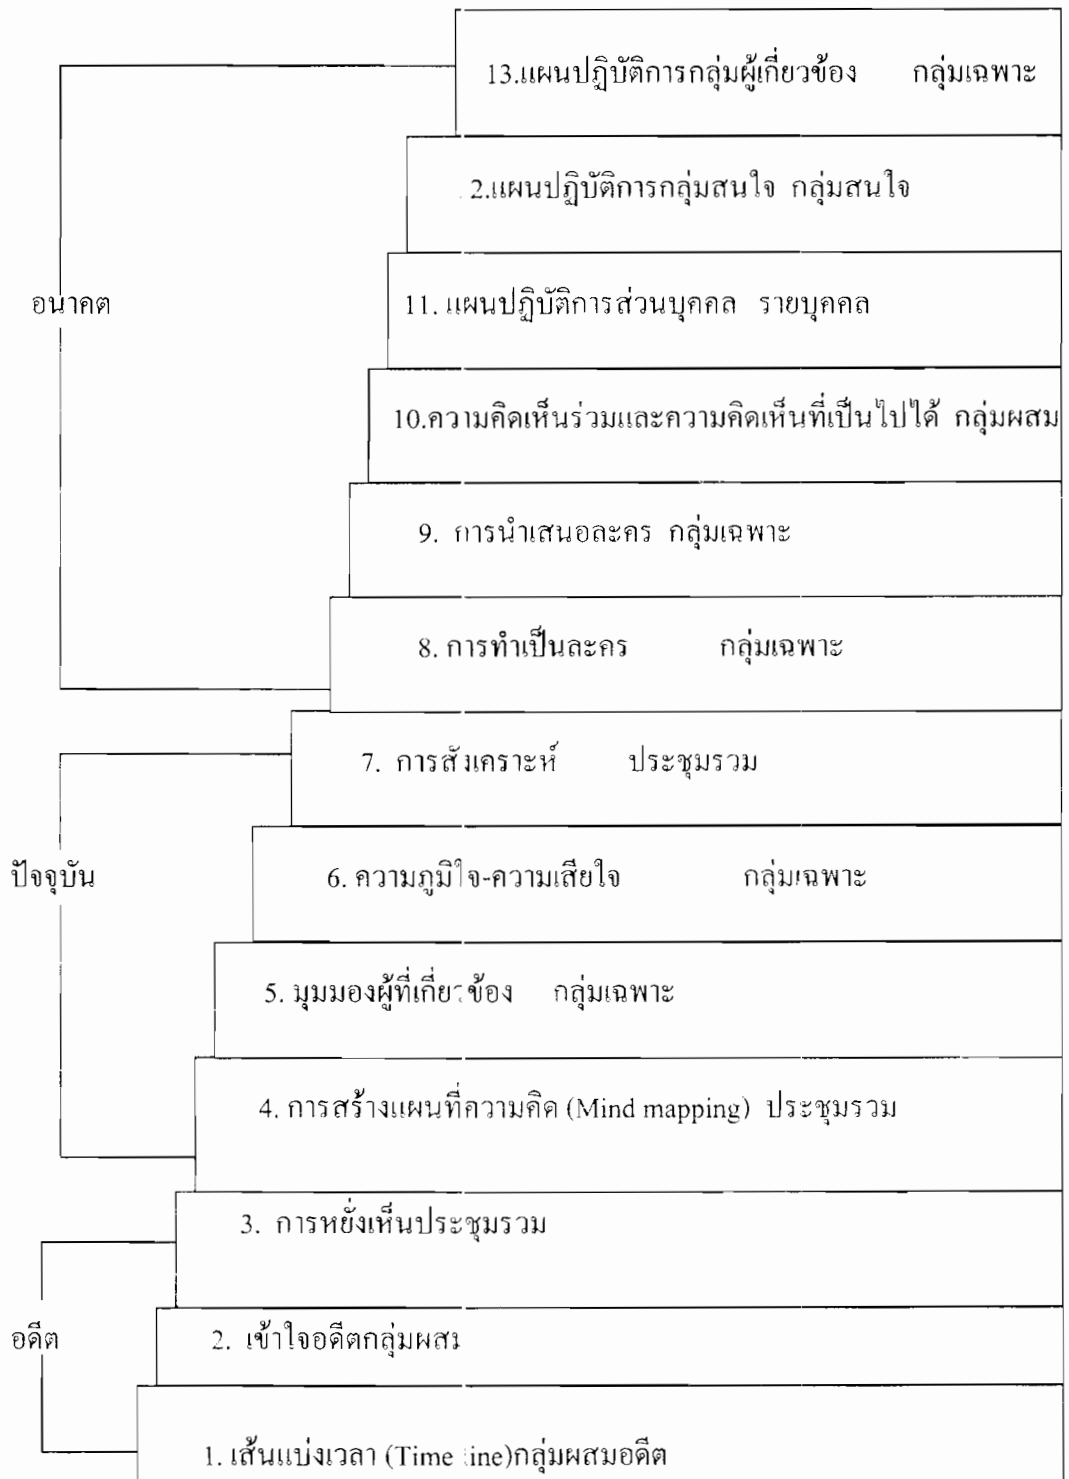 13.แผนปฏิบัติการกลุ่มผู้เกี่ยวข้อง กลุ่มเฉพาะ
2.แผนปฏิบัติการกลุ่มสนใจ กลุ่มสนใจ
อนาคต
11. แผนปฏิบัติการส่วนบุคคล รายบุคคล
10.ความคิดเห็นร่วมและความคิดเห็นที่เป็นไปได้ กลุ่มผสม
9. การนำเสนอละคร กลุ่มเฉพาะ
8. การทำเป็นละคร กลุ่มเฉพาะ
7. การสังเคราะห์ ประชุมรวม
ปัจจุบัน
6. ความภูมิใจ-ความเสียใจ กลุ่มเฉพาะ
5. มุมมองผู้ที่เกี่ยวข้อง กลุ่มเฉพาะ
4. การสร้างแผนที่ความคิด (Mind mapping) ประชุมรวม
3. การหยั่งเห็นประชุมรวม
อดีต
2. เข้าใจอดีตกลุ่มผสม
1. เส้นแบ่งเวลา (Time line)กลุ่มผสมอดีต